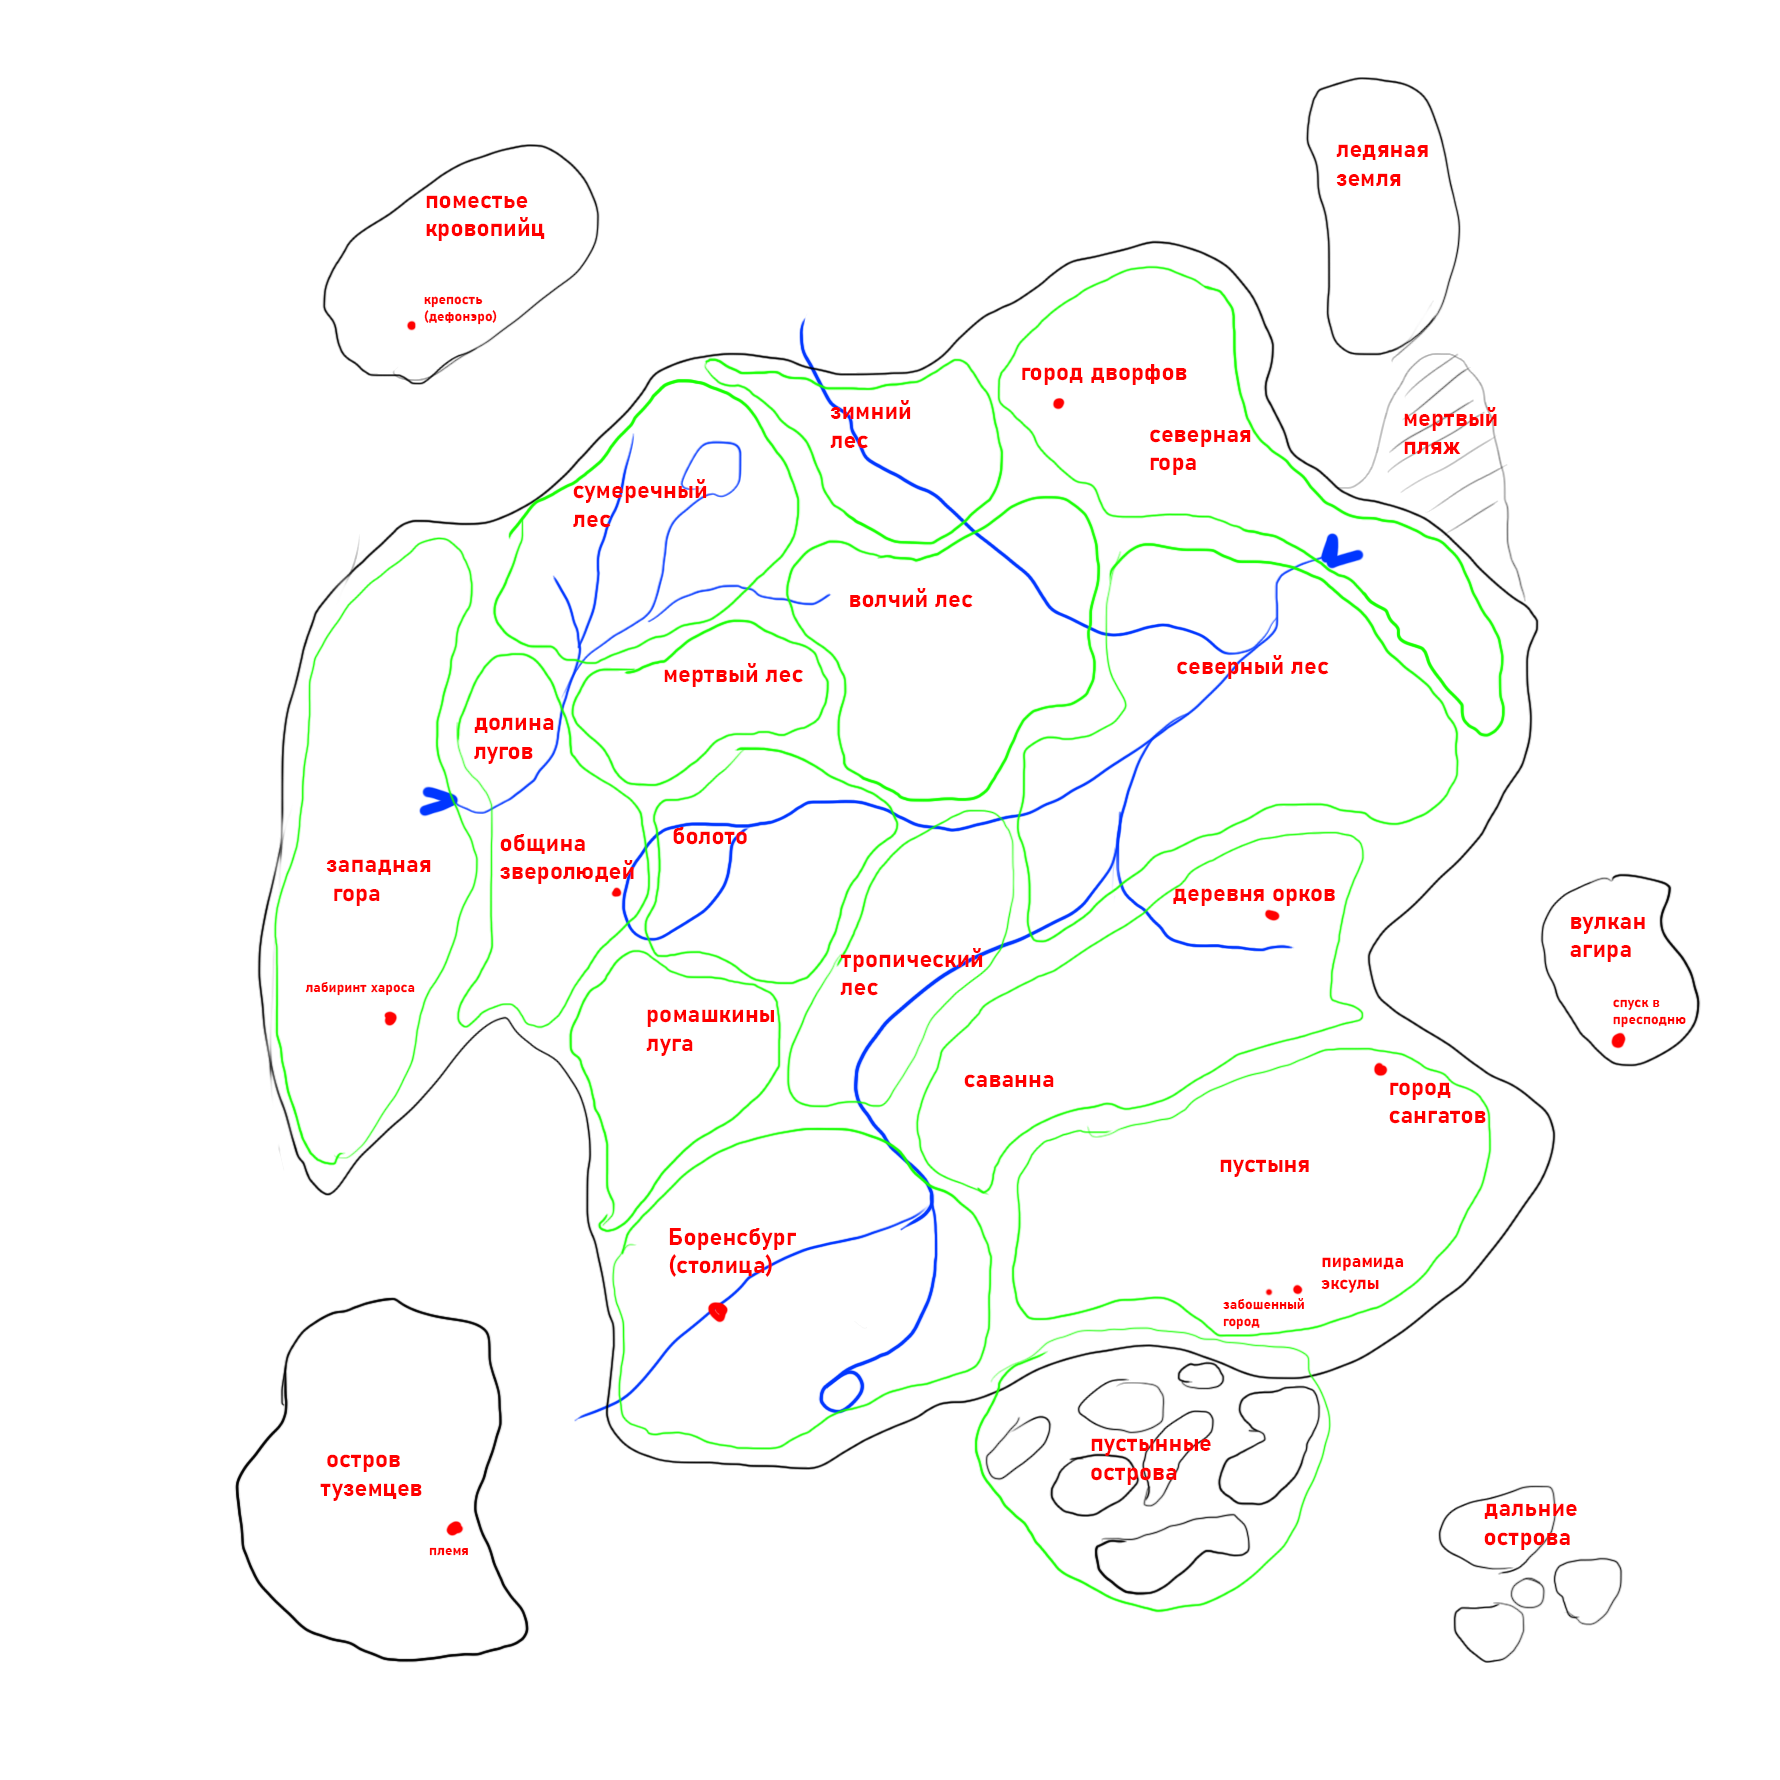 ледяная
земля
поместье
кровопийц
крепость
(дефонэро)
город дворфов
зимний
лес
мертвый
пляж
северная
гора
сумеречный
лес
волчий лес
северный лес
мертвый лес
долина
лугов
болото
община
зверолюдей
западная
гора
деревня орков
вулкан
агира
тропический
лес
лабиринт хароса
спуск в
пресподню
ромашкины
луга
саванна
город
сангатов
пустыня
Боренсбург
(столица)
пирамида
эксулы
забошенный
город
пустынные
острова
остров
туземцев
дальние
острова
племя